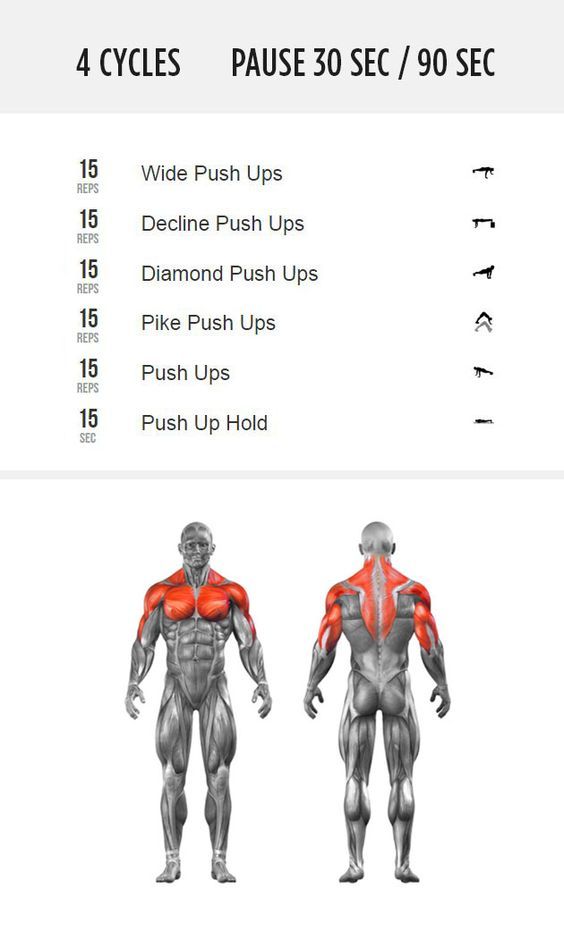 4 CYCLES PAUSE 30 SEC / 90 SEC
15 REPS Wide Push Ups
15 REPS Decline Push Ups
15 REPS Diamond Push Ups
15 REPS Pike Push Ups
15 REPS Push Ups
15 SEC Push Up Hold